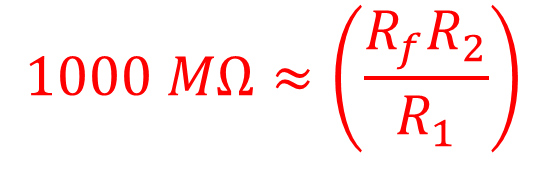 1000 MΩ ≈ (R_f R_2 / R_1)